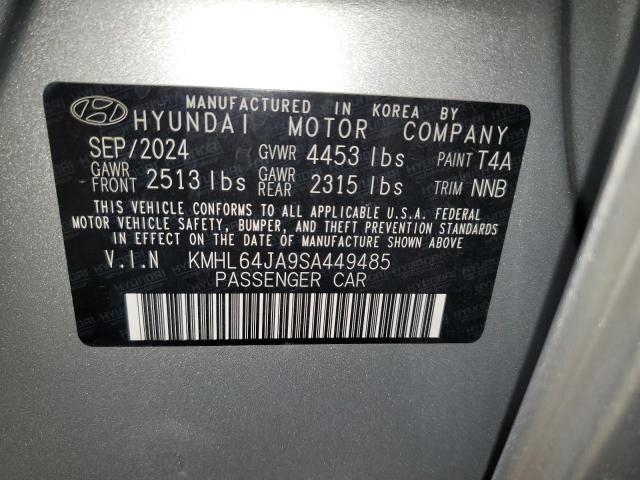 MANUFACTURED IN KOREA BY
HYUNDAI MOTOR COMPANY
SEP/2024 GVWR 4453 lbs PAINT T4A
GAWR FRONT 2513 lbs GAWR REAR 2315 lbs TRIM NNB
THIS VEHICLE CONFORMS TO ALL APPLICABLE U.S.A. FEDERAL
MOTOR VEHICLE SAFETY, BUMPER, AND THEFT PREVENTION STANDARDS
IN EFFECT ON THE DATE OF MANUFACTURE SHOWN ABOVE
V.I.N KMHL64JA9SA449485
PASSENGER CAR